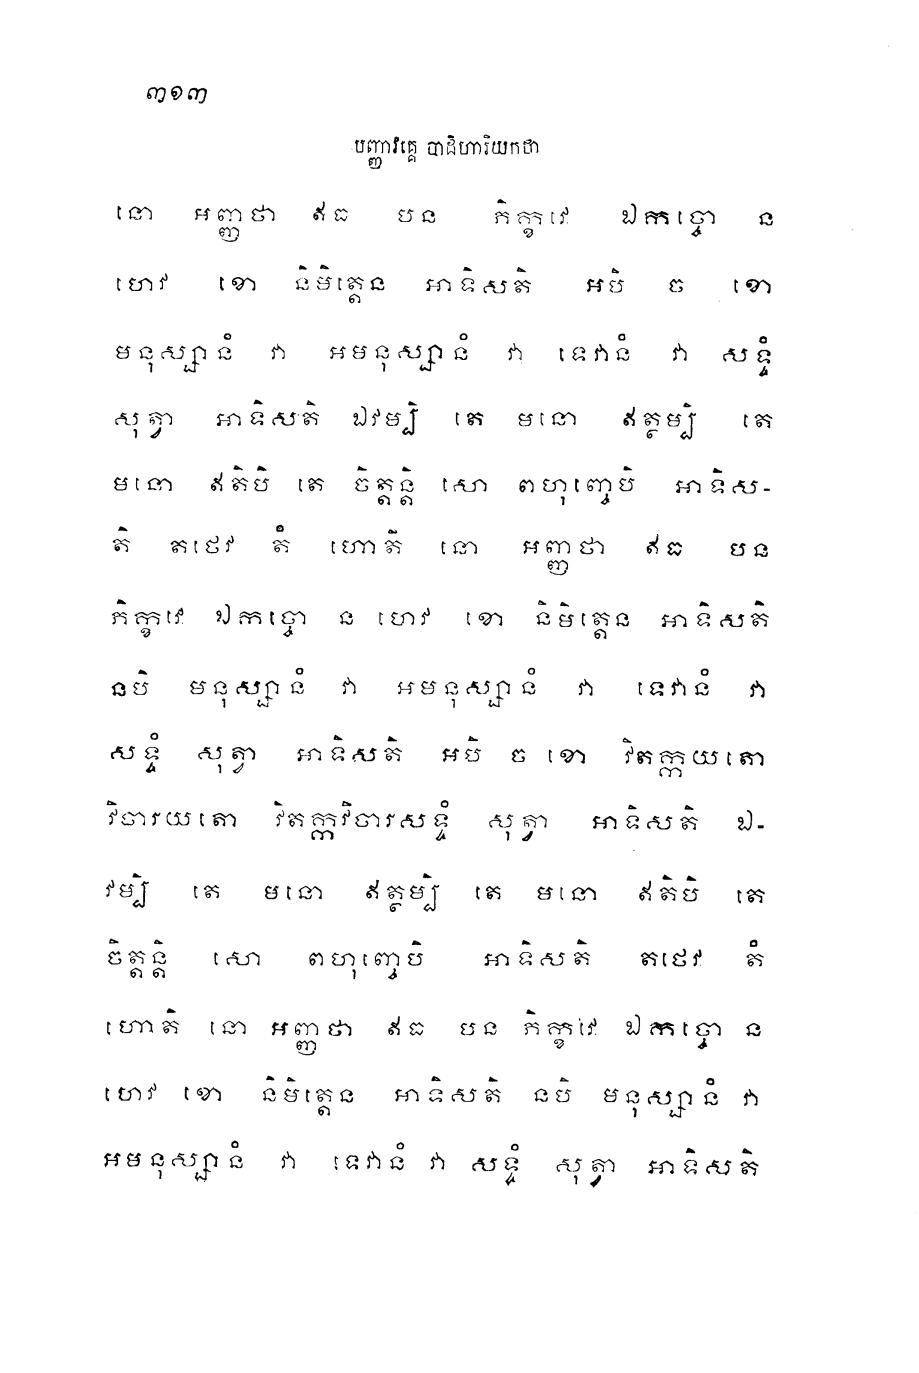 ៣១៣
បញ្ញាវគ្គេ បាដិហារិយកថា
នោ អញ្ញថា ឥធ បន ភិក្ខវេ ឯកច្ចោ ន
ហេវ ខោ និមិត្តេន អាទិសតិ អបិ ច ខោ
មនុស្សានំ វា អមនុស្សានំ វា ទេវានំ វា សទ្ទំ
សុត្វា អាទិសតិ ឯវម្បិ តេ មនោ ឥត្ថម្បិ តេ
មនោ ឥតិបិ តេ ចិត្តន្តិ សោ ពហុញ្ចេបិ អាទិស-
តិ តថេវ តំ ហោតិ នោ អញ្ញថា ឥធ បន
ភិក្ខវេ ឯកច្ចោ ន ហេវ ខោ និមិត្តេន អាទិសតិ
នបិ មនុស្សានំ វា អមនុស្សានំ វា ទេវានំ វា
សទ្ទំ សុត្វា អាទិសតិ អបិ ច ខោ វិតក្កយតោ
វិចារយតោ វិតក្កវិចារសទ្ទំ សុត្វា អាទិសតិ ឯ-
វម្បិ តេ មនោ ឥត្ថម្បិ តេ មនោ ឥតិបិ តេ
ចិត្តន្តិ សោ ពហុញ្ចេបិ អាទិសតិ តថេវ តំ
ហោតិ នោ អញ្ញថា ឥធ បន ភិក្ខវេ ឯកច្ចោ ន
ហេវ ខោ និមិត្តេន អាទិសតិ នបិ មនុស្សានំ វា
អមនុស្សានំ វា ទេវានំ វា សទ្ទំ សុត្វា អាទិសតិ